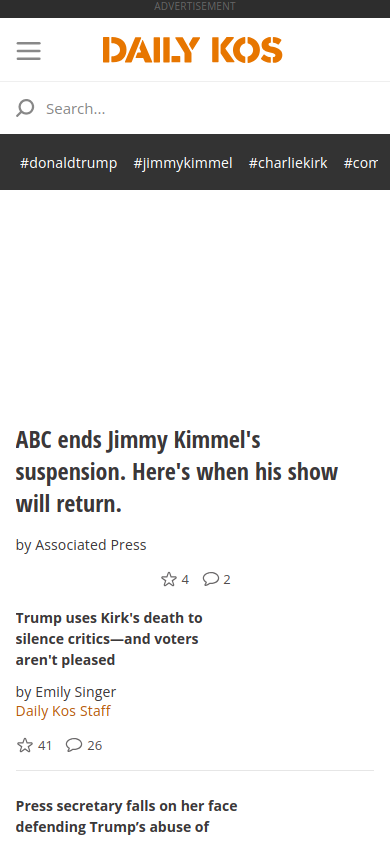 ADVERTISEMENT
DAILY KOS
Search...
#donaldtrump #jimmykimmel #charliekirk #com
ABC ends Jimmy Kimmel's
suspension. Here's when his show
will return.
by Associated Press
4 2
Trump uses Kirk's death to
silence critics—and voters
aren't pleased
by Emily Singer
Daily Kos Staff
41 26
Press secretary falls on her face
defending Trump’s abuse of